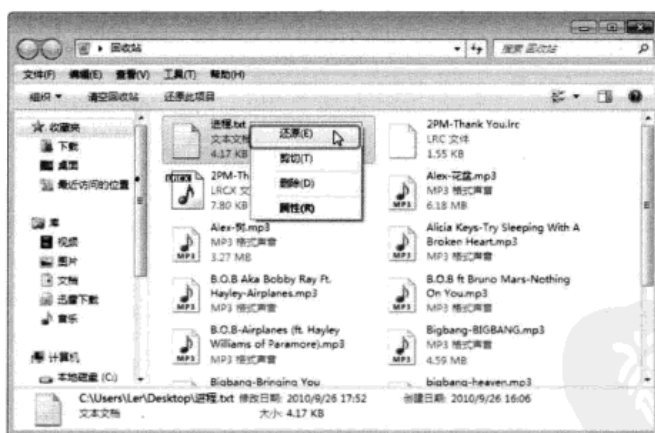 回收站
搜索 回收站
文件(F) 编辑(E) 查看(V) 工具(T) 帮助(H)
组织 清空回收站 还原此项目
收藏夹
下载
桌面
最近访问的位置
库
视频
图片
文档
迅雷下载
音乐
计算机
本地磁盘 (C:)
进程.txt
文本文档
4.17 KB
还原(E)
剪切(T)
删除(D)
属性(R)
2PM-Thank You.lrc
LRC 文件
1.55 KB
2PM-Th
LRCX 文
7.80 KB
Alex-花盆.mp3
MP3 格式声音
6.18 MB
Alex-树.mp3
MP3 格式声音
3.27 MB
Alicia Keys-Try Sleeping With A
Broken Heart.mp3
MP3 格式声音
B.O.B Aka Bobby Ray Ft.
Hayley-Airplanes.mp3
MP3 格式声音
B.O.B ft Bruno Mars-Nothing
On You.mp3
MP3 格式声音
B.O.B-Airplanes (ft. Hayley
Williams of Paramore).mp3
MP3 格式声音
Bigbang-BIGBANG.mp3
MP3 格式声音
4.59 MB
Bigbang-Bringing You
bigbang-heaven.mp3
C:\Users\Ler\Desktop\进程.txt 修改日期: 2010/9/26 17:52 创建日期: 2010/9/26 16:06
文本文档 大小: 4.17 KB